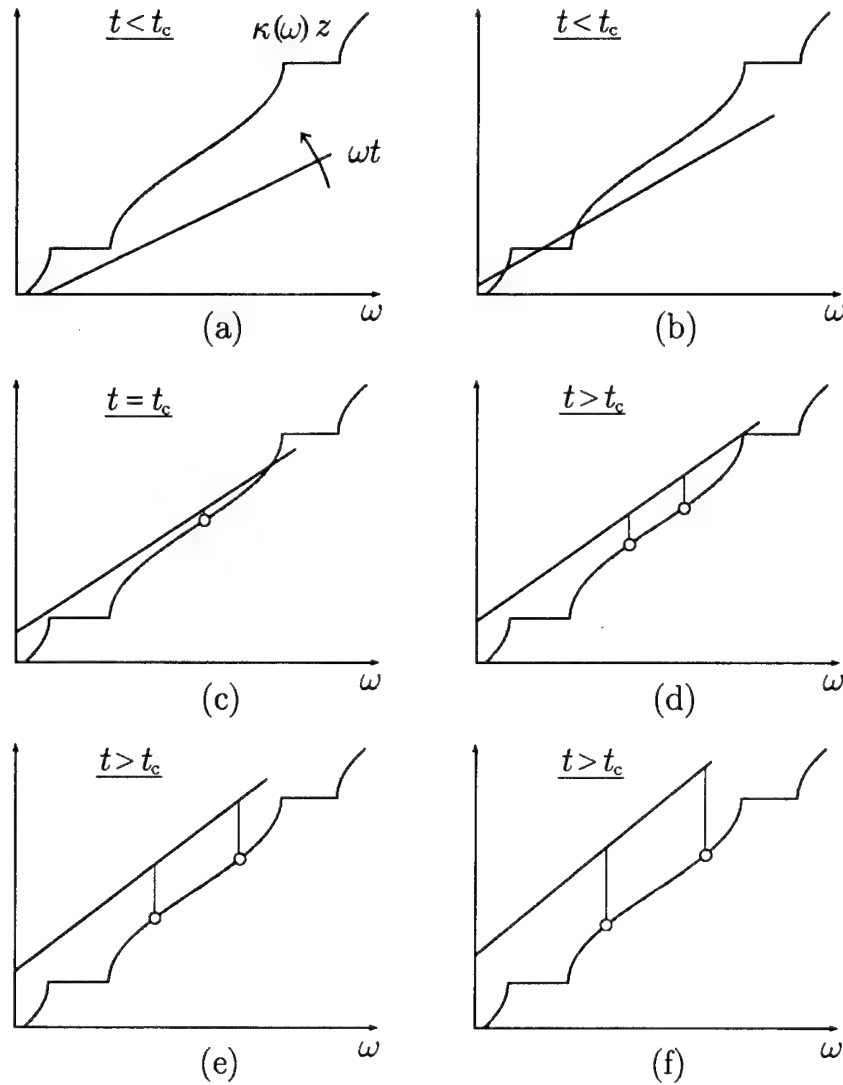 t < t_c
κ(ω) z
ωt
ω
(a)
t < t_c
ω
(b)
t = t_c
ω
(c)
t > t_c
ω
(d)
t > t_c
ω
(e)
t > t_c
ω
(f)